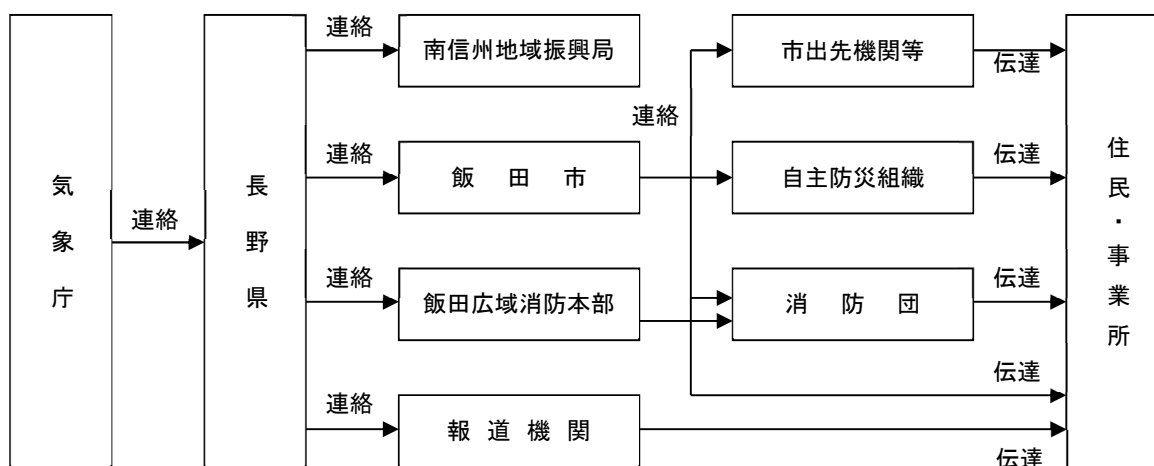 気象庁
連絡
長野県
連絡
南信州地域振興局
連絡
飯田市
連絡
飯田広域消防本部
連絡
報道機関
連絡
市出先機関等
伝達
自主防災組織
伝達
消防団
伝達
伝達
伝達
住民・事業所